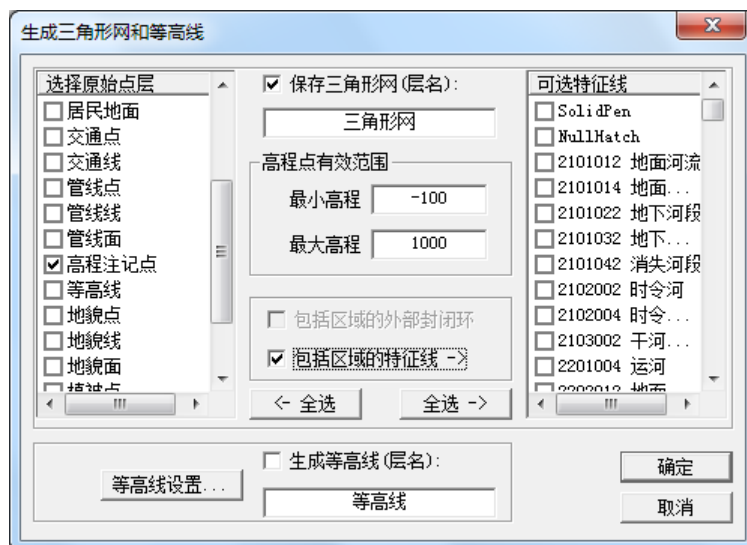 生成三角形网和等高线
选择原始点层
居民地面
交通点
交通线
管线点
管线线
管线面
高程注记点
等高线
地貌点
地貌线
地貌面
植被点
保存三角形网(层名):
三角形网
高程点有效范围
最小高程 -100
最大高程 1000
包括区域的外部封闭环
包括区域的特征线 ->
<- 全选
全选 ->
可选特征线
SolidPen
NullHatch
2101012 地面河流
2101014 地面...
2101022 地下河段
2101032 地下...
2101042 消失河段
2102002 时令河
2102004 时令...
2103002 干河...
2201004 运河
2202012 地面
等高线设置...
生成等高线(层名):
等高线
确定
取消